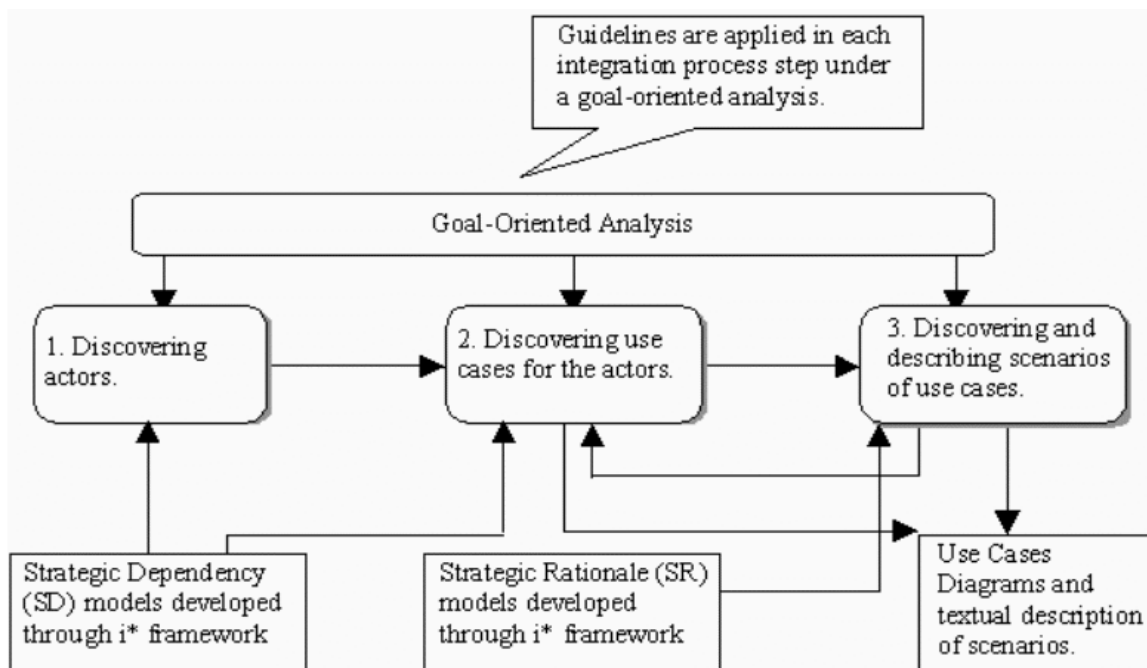 Guidelines are applied in each
integration process step under
a goal-oriented analysis.
Goal-Oriented Analysis
1. Discovering
actors.
2. Discovering use
cases for the actors.
3. Discovering and
describing scenarios
of use cases.
Strategic Dependency
(SD) models developed
through i* framework
Strategic Rationale (SR)
models developed
through i* framework
Use Cases
Diagrams and
textual description
of scenarios.